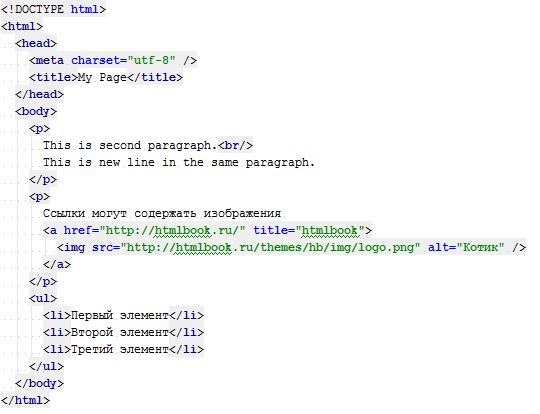 <!DOCTYPE html>
<html>
<head>
<meta charset="utf-8" />
<title>My Page</title>
</head>
<body>
<p>
This is second paragraph.<br/>
This is new line in the same paragraph.
</p>
<p>
Ссылки могут содержать изображения
<a href="http://htmlbook.ru/" title="htmlbook">
<img src="http://htmlbook.ru/themes/hb/img/logo.png" alt="Котик" />
</a>
</p>
<ul>
<li>Первый элемент</li>
<li>Второй элемент</li>
<li>Третий элемент</li>
</ul>
</body>
</html>